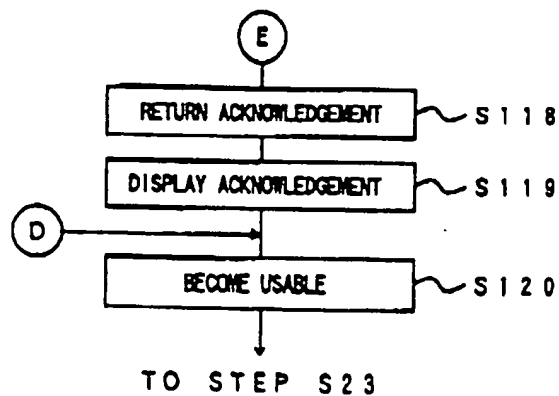 E
RETURN ACKNOWLEDGEMENT S118
DISPLAY ACKNOWLEDGEMENT S119
D
BECOME USABLE S120
TO STEP S23